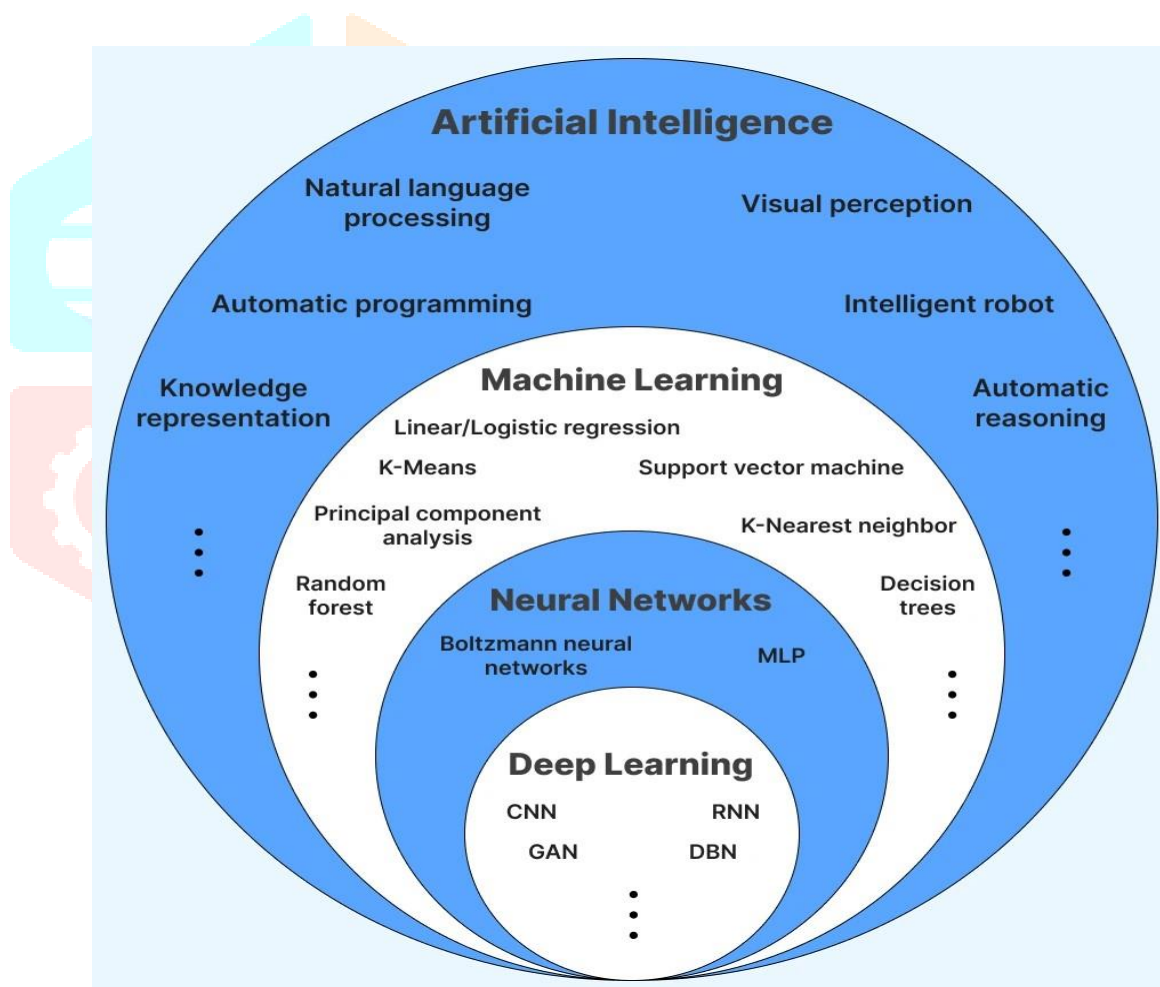 Artificial Intelligence
Natural language
processing
Visual perception
Automatic programming
Intelligent robot
Knowledge
representation
Automatic
reasoning
Machine Learning
Linear/Logistic regression
K-Means
Support vector machine
Principal component
analysis
K-Nearest neighbor
Random
forest
Decision
trees
Neural Networks
Boltzmann neural
networks
MLP
Deep Learning
CNN
RNN
GAN
DBN